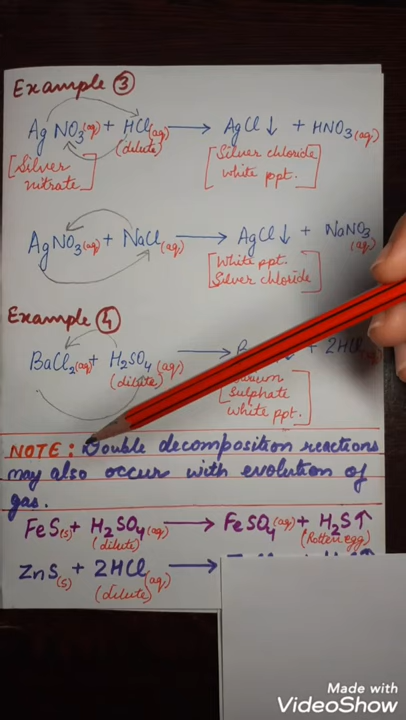 Example ③
AgNO₃(aq) + HCl(aq) → AgCl↓ + HNO₃(aq)
(dilute)
[Silver nitrate] [Silver chloride white ppt.]
AgNO₃(aq) + NaCl(aq) → AgCl↓ + NaNO₃(aq)
[White ppt. Silver chloride]
Example ④
BaCl₂(aq) + H₂SO₄(aq) → B ↓ + 2HCl
(dilute)
sulphate
white ppt.
NOTE: Double decomposition reactions
may also occur with evolution of
gas.
FeS(s) + H₂SO₄(aq) → FeSO₄(aq) + H₂S↑
(dilute) (Rotten egg)
ZnS(s) + 2HCl(aq) →
(dilute)
Made with
VideoShow